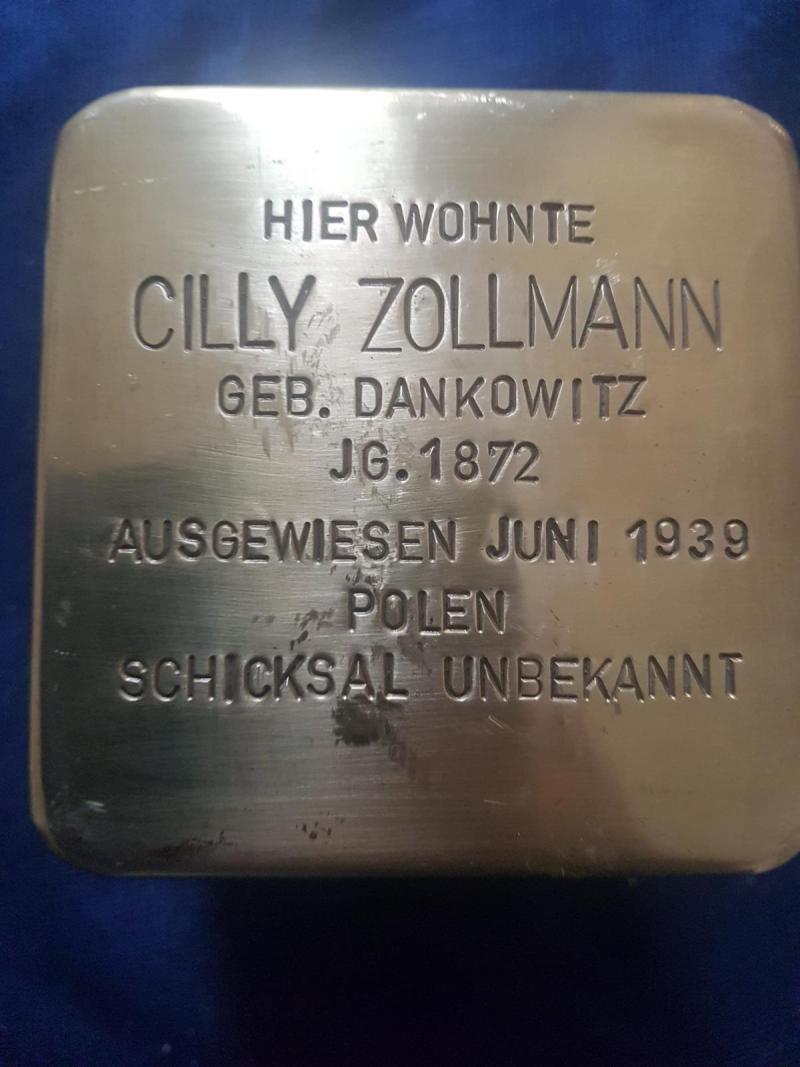 HIER WOHNTE
CILLY ZOLLMANN
GEB. DANKOWITZ
JG. 1872
AUSGEWIESEN JUNI 1939
POLEN
SCHICKSAL UNBEKANNT